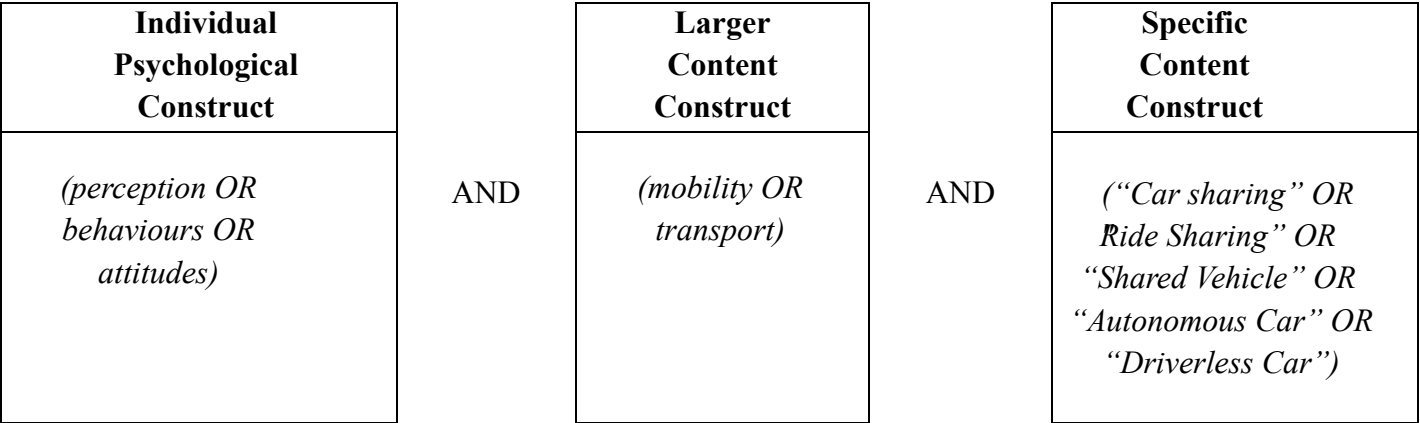 Individual
Psychological
Construct
Larger
Content
Construct
Specific
Content
Construct
(perception OR
behaviours OR
attitudes)
AND
(mobility OR
transport)
AND
(“Car sharing” OR
"Ride Sharing” OR
“Shared Vehicle” OR
“Autonomous Car” OR
“Driverless Car”)